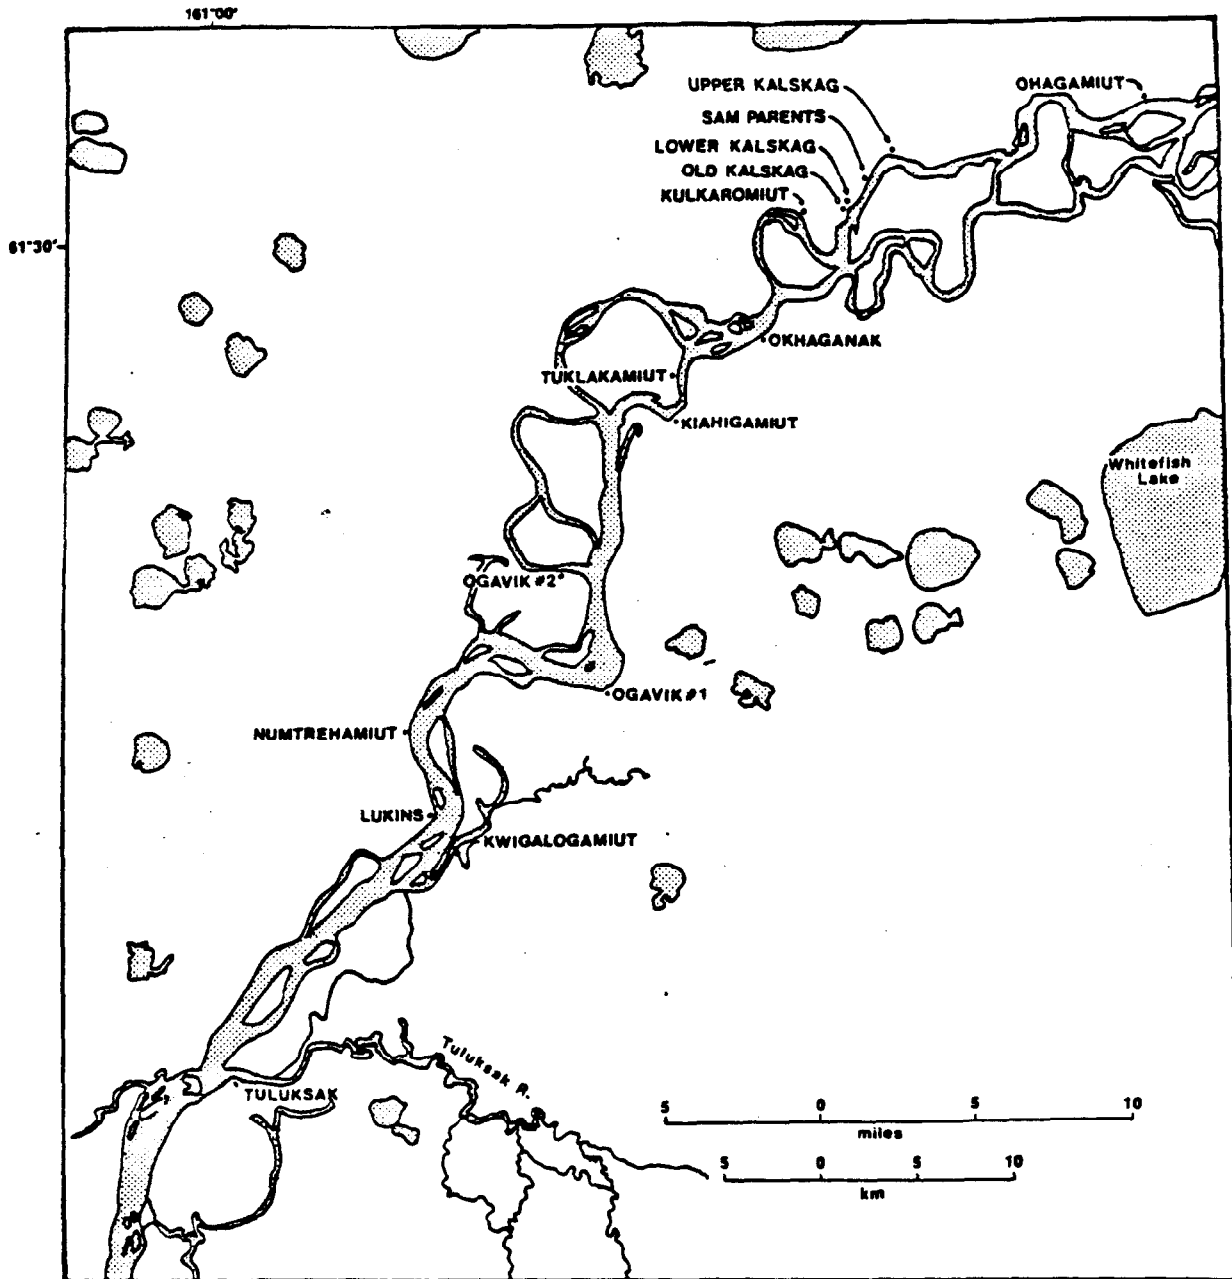 161°00'
UPPER KALSKAG
OHAGAMIUT
SAM PARENTS
LOWER KALSKAG
OLD KALSKAG
KULKAROMIUT
61°30'
OKHAGANAK
TUKLAKAMIUT
KIAHIGAMIUT
Whitefish
Lake
OGAVIK #2
OGAVIK #1
NUMTREHAMIUT
LUKINS
KWIGALOGAMIUT
Tuluksak R.
TULUKSAK
5 0 5 10
miles
5 0 5 10
km